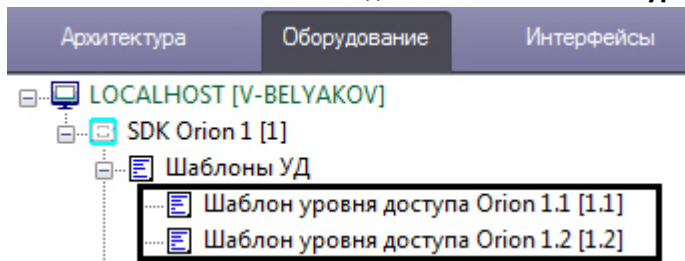 Архитектура Оборудование Интерфейсы
LOCALHOST [V-BELYAKOV]
SDK Orion 1 [1]
Шаблоны УД
Шаблон уровня доступа Orion 1.1 [1.1]
Шаблон уровня доступа Orion 1.2 [1.2]